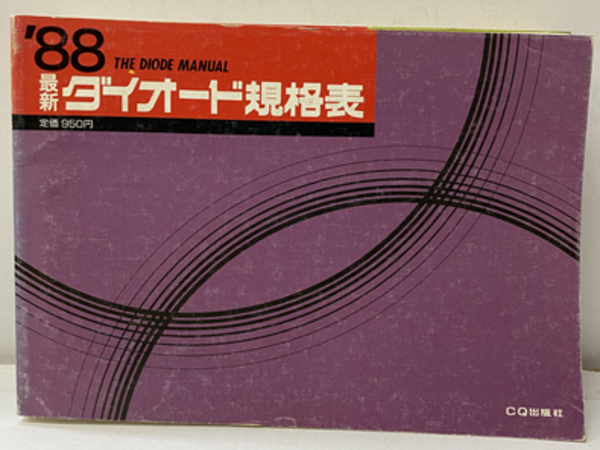 '88 THE DIODE MANUAL
最新 ダイオード規格表
定価 950円
CQ出版社